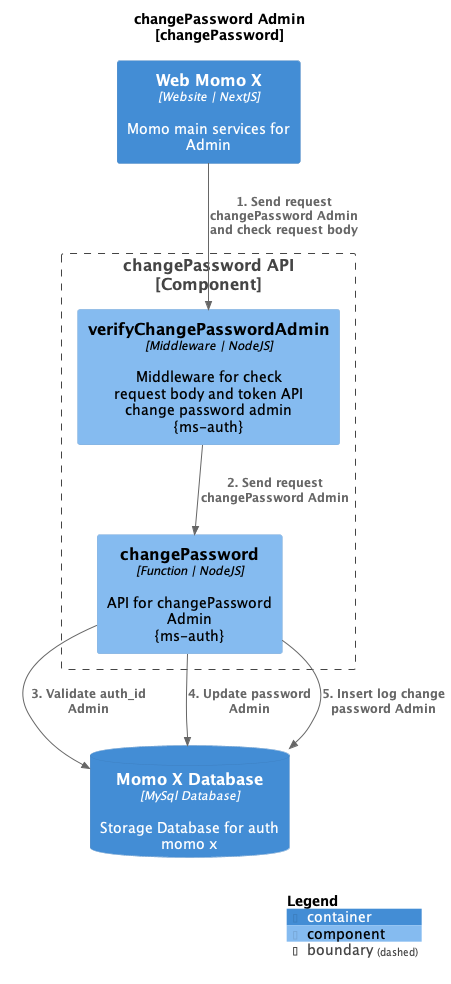 changePassword Admin
[changePassword]
Web Momo X
[Website | NextJS]
Momo main services for
Admin
1. Send request
changePassword Admin
and check request body
changePassword API
[Component]
verifyChangePasswordAdmin
[Middleware | NodeJS]
Middleware for check
request body and token API
change password admin
{ms-auth}
2. Send request
changePassword Admin
changePassword
[Function | NodeJS]
API for changePassword
Admin
{ms-auth}
3. Validate auth_id
Admin
4. Update password
Admin
5. Insert log change
password Admin
Momo X Database
[MySql Database]
Storage Database for auth
momo x
Legend
container
component
boundary (dashed)